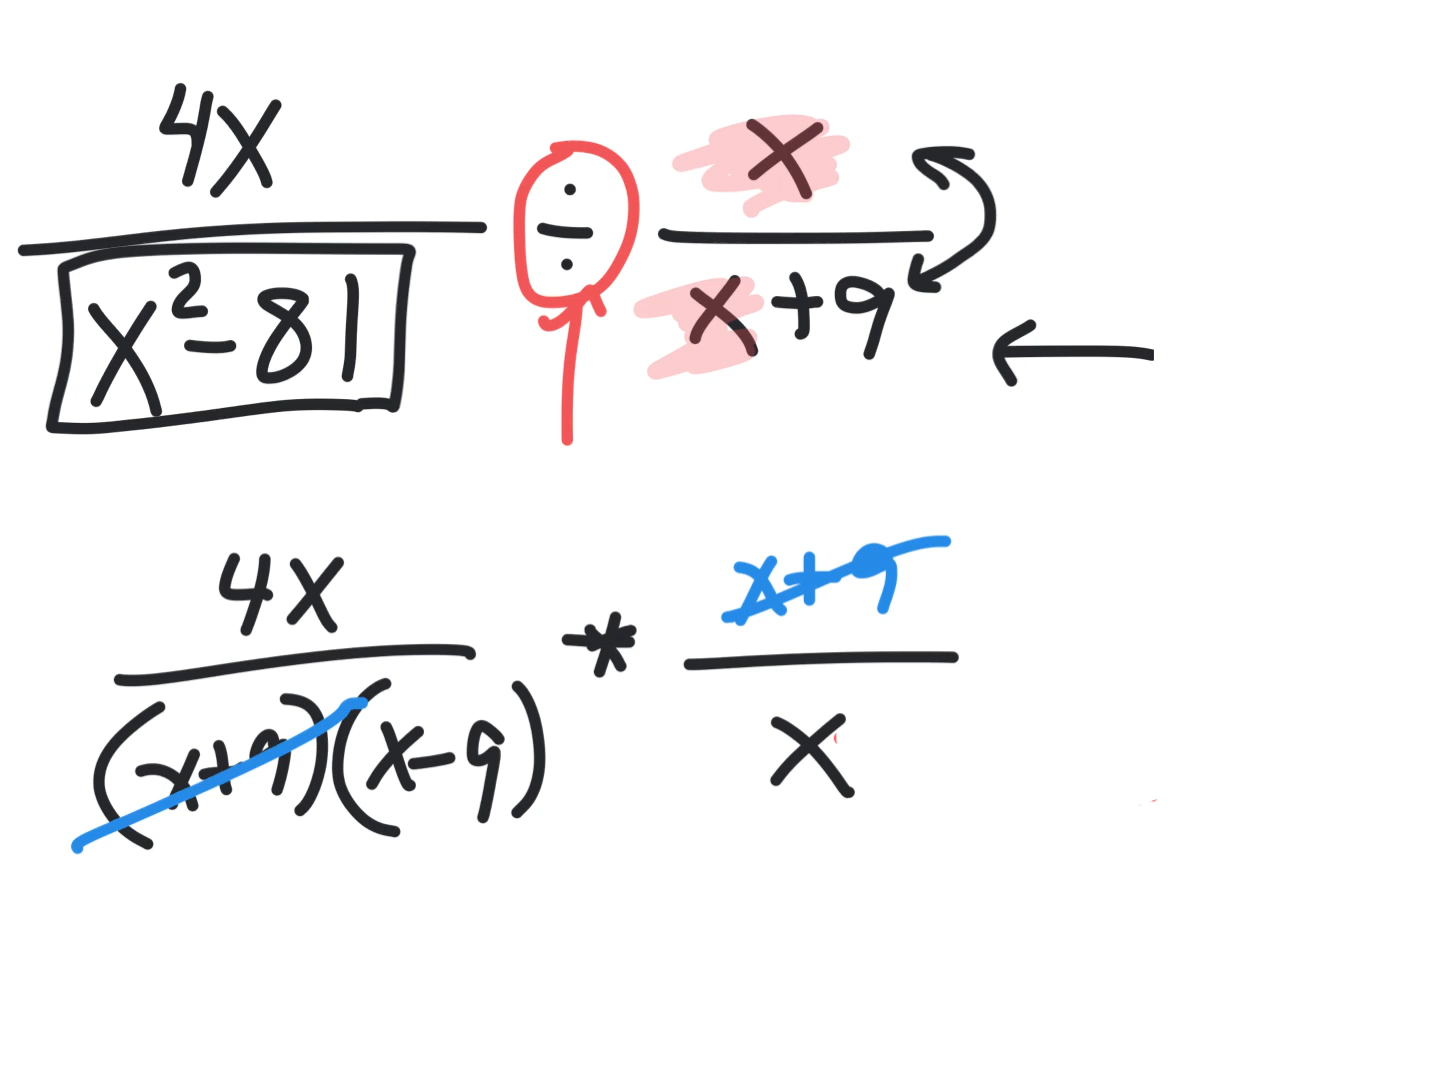 4x ÷ x
x² - 81 x + 9
4x * x + 9
(x + 9)(x - 9) x